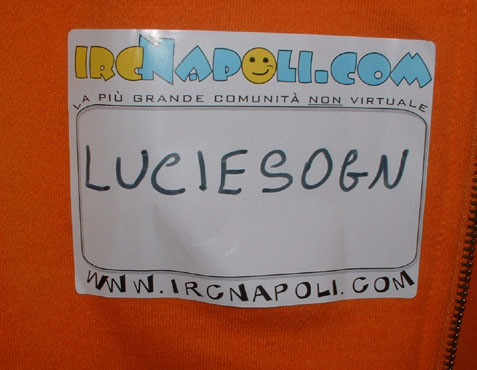 IRCNAPOLI.COM
LA PIÙ GRANDE COMUNITÀ NON VIRTUALE
LUCIESOGN
WWW.IRCNAPOLI.COM